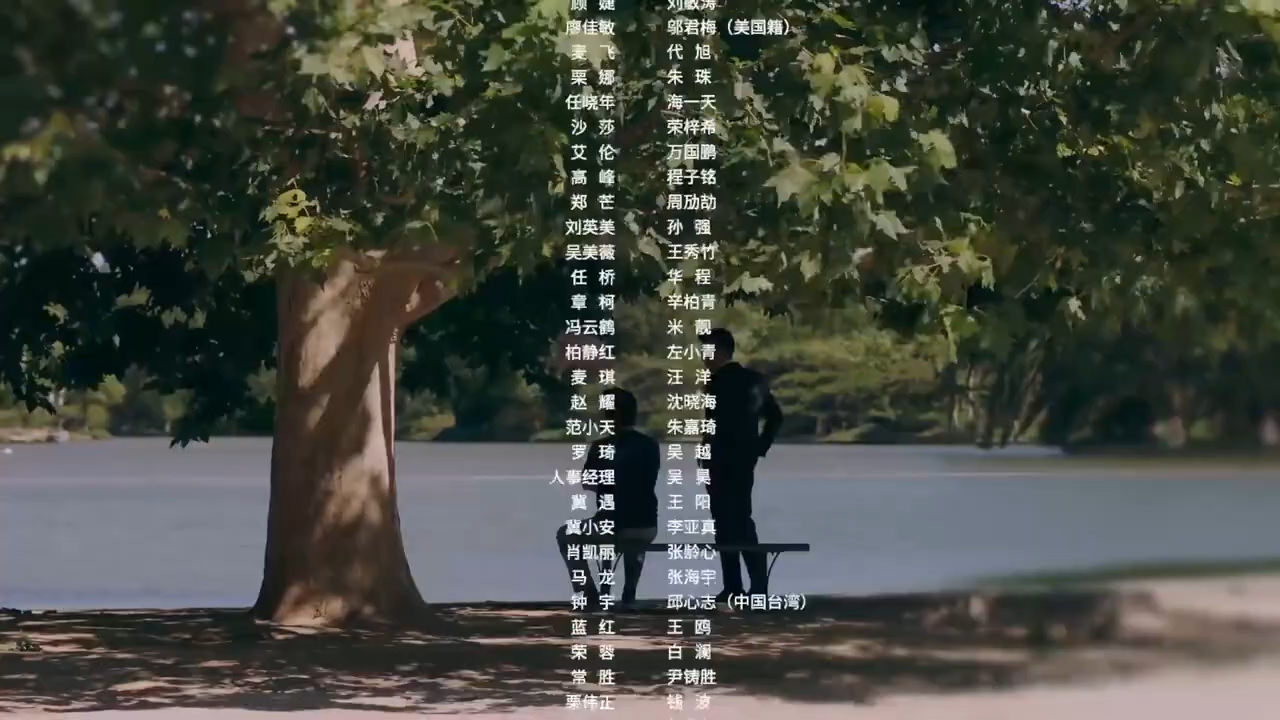 顾 婕 刘敏涛
廖佳敏 邬君梅（美国籍）
麦 飞 代 旭
栗 娜 朱 珠
任晓年 海一天
沙 莎 荣梓希
艾 伦 万国鹏
高 峰 程子铭
郑 芒 周劢劼
刘英美 孙 强
吴美薇 王秀竹
任 桥 华 程
章 柯 辛柏青
冯云鹤 米 靓
柏静红 左小青
麦 琪 汪 洋
赵 耀 沈晓海
范小天 朱嘉琦
罗 琦 吴 越
人事经理 吴 昊
冀 遇 王 阳
冀小安 李亚真
肖凯丽 张龄心
马 龙 张海宇
钟 宇 邱心志（中国台湾）
蓝 红 王 鸥
荣 蓉 白 澜
常 胜 尹铸胜
栗伟正 钱 波